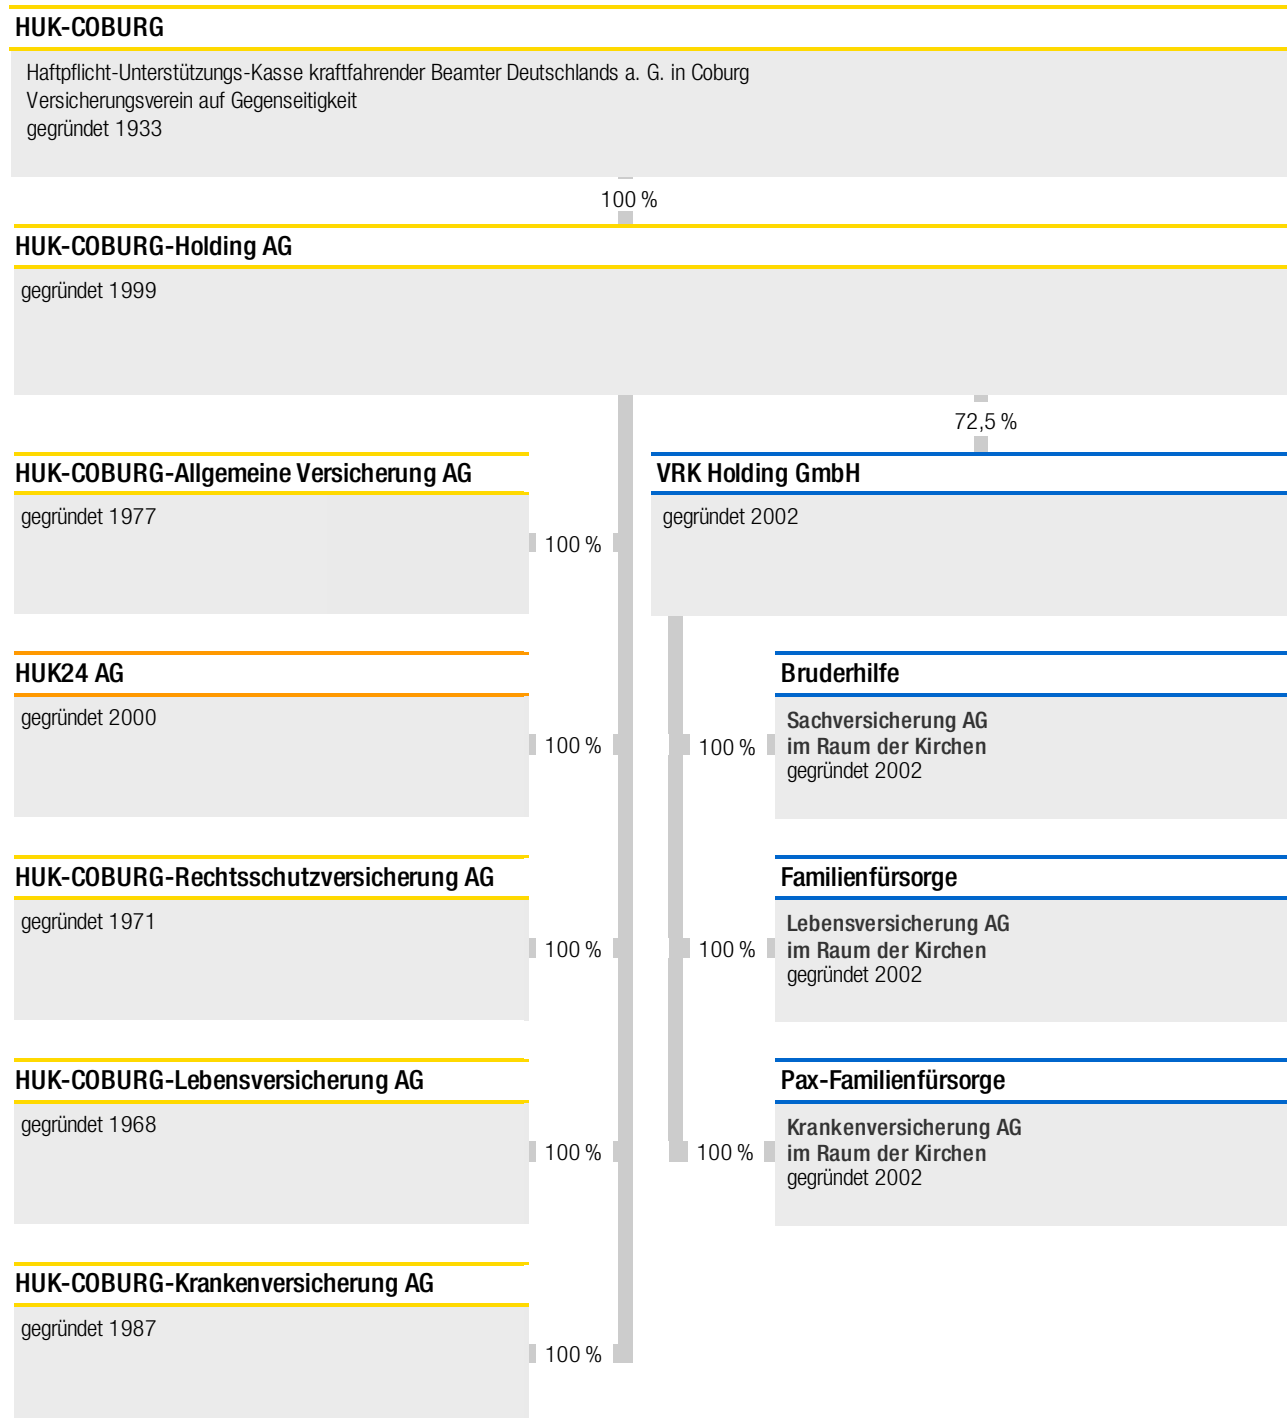 HUK-COBURG
Haftpflicht-Unterstützungs-Kasse kraftfahrender Beamter Deutschlands a. G. in Coburg
Versicherungsverein auf Gegenseitigkeit
gegründet 1933
100 %
HUK-COBURG-Holding AG
gegründet 1999
72,5 %
HUK-COBURG-Allgemeine Versicherung AG
gegründet 1977
100 %
VRK Holding GmbH
gegründet 2002
HUK24 AG
gegründet 2000
100 %
100 %
Bruderhilfe
Sachversicherung AG
im Raum der Kirchen
gegründet 2002
HUK-COBURG-Rechtsschutzversicherung AG
gegründet 1971
100 %
100 %
Familienfürsorge
Lebensversicherung AG
im Raum der Kirchen
gegründet 2002
HUK-COBURG-Lebensversicherung AG
gegründet 1968
100 %
100 %
Pax-Familienfürsorge
Krankenversicherung AG
im Raum der Kirchen
gegründet 2002
HUK-COBURG-Krankenversicherung AG
gegründet 1987
100 %